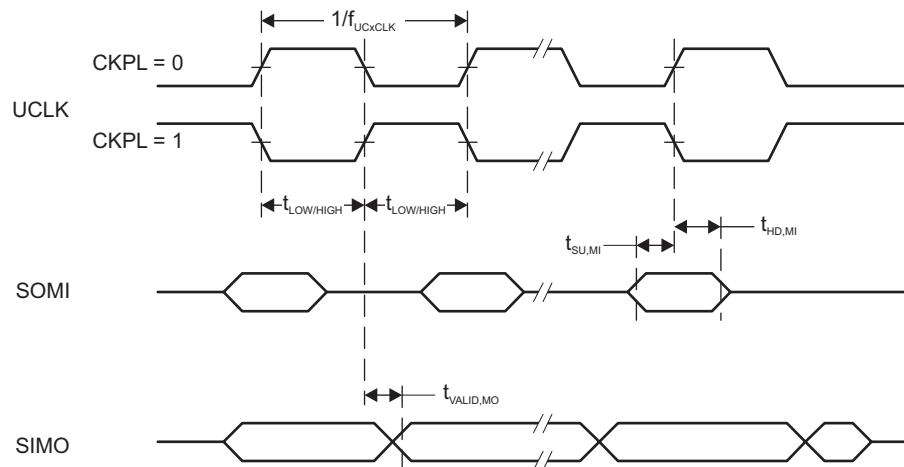 1/fUCxCLK
CKPL = 0
UCLK
CKPL = 1
tLOW/HIGH tLOW/HIGH
tHD,MI
tSU,MI
SOMI
tVALID,MO
SIMO